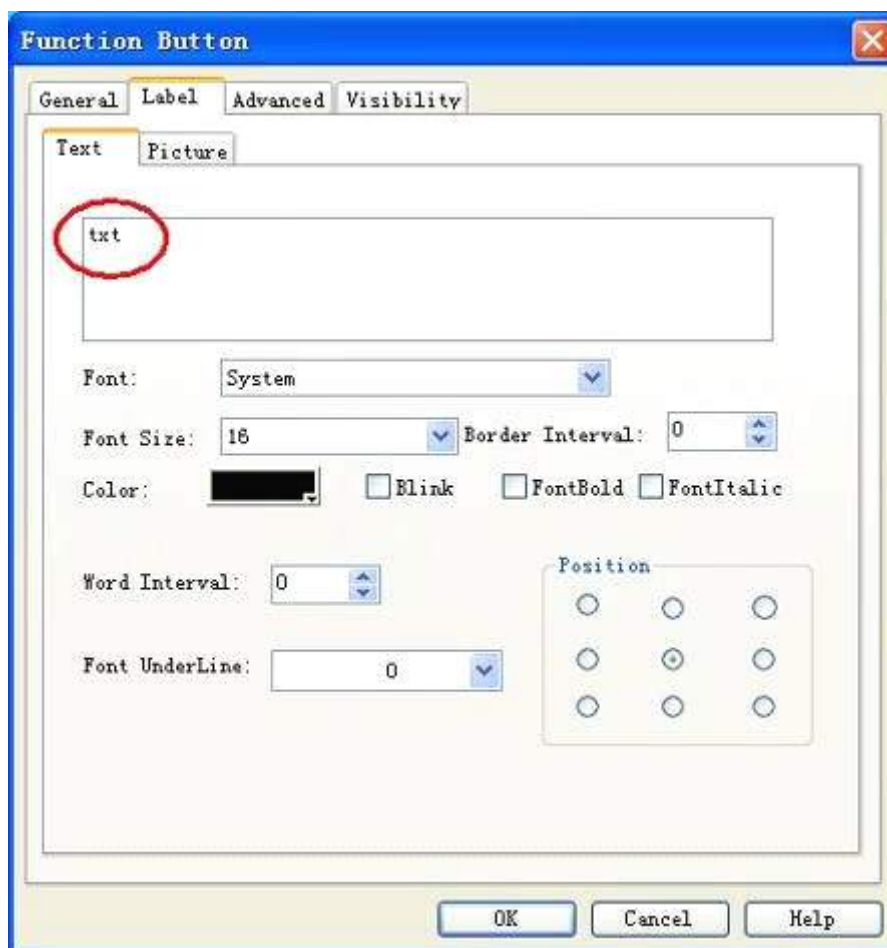 Function Button
General Label Advanced Visibility
Text Picture
txt
Font: System
Font Size: 16 Border Interval: 0
Color: Blink FontBold FontItalic
Word Interval: 0 Position
Font UnderLine: 0
OK Cancel Help